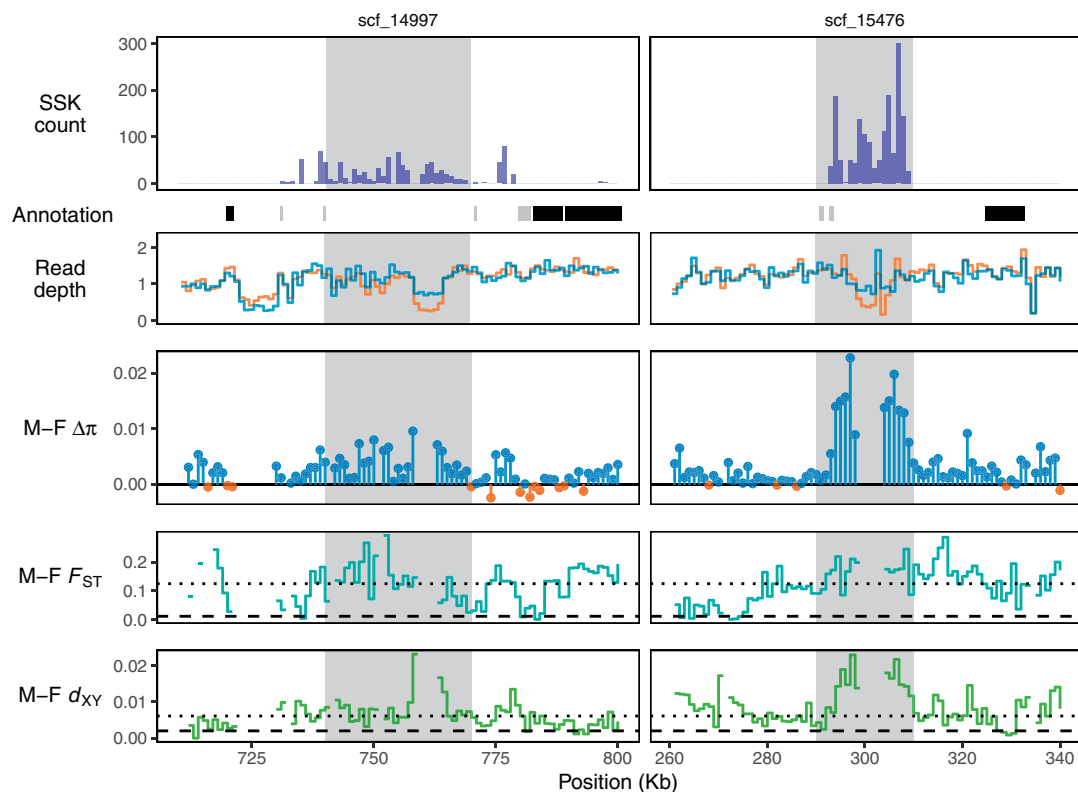 scf_14997
scf_15476
SSK count
300
200
100
0
Annotation
Read depth
2
1
0
M−F Δπ
0.02
0.01
0.00
M−F FST
0.2
0.1
0.0
M−F dXY
0.02
0.01
0.00
725
750
775
800
260
280
300
320
340
Position (Kb)